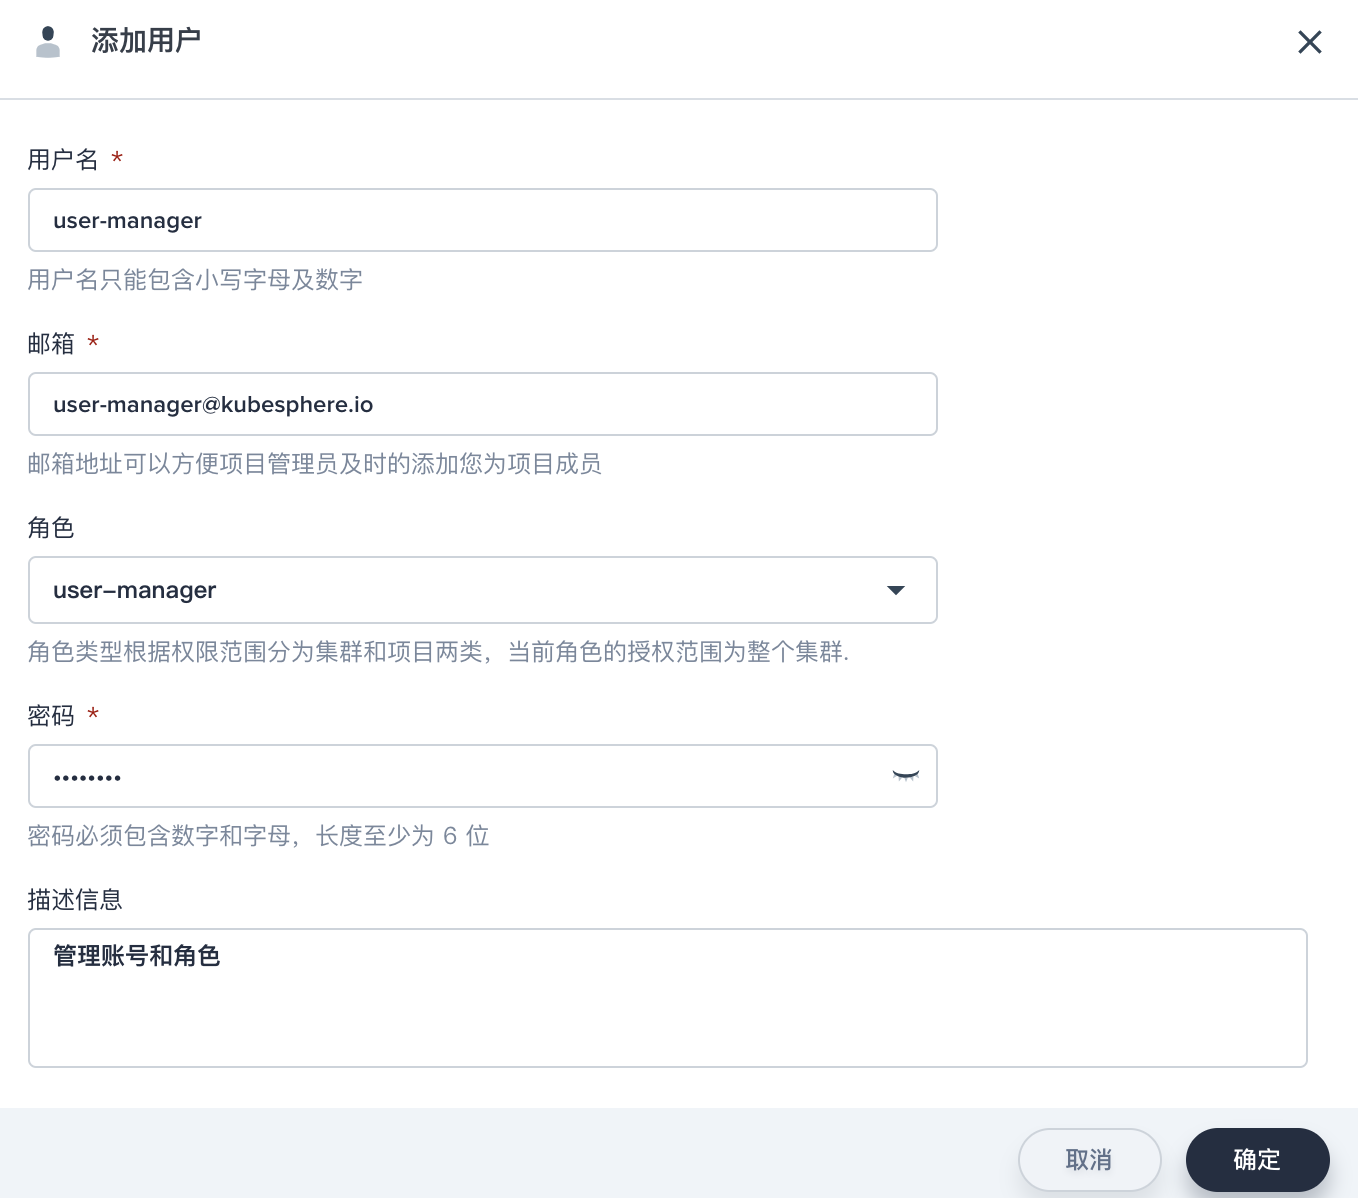 添加用户
用户名 *
user-manager
用户名只能包含小写字母及数字
邮箱 *
user-manager@kubesphere.io
邮箱地址可以方便项目管理员及时的添加您为项目成员
角色
user-manager
角色类型根据权限范围分为集群和项目两类，当前角色的授权范围为整个集群.
密码 *
••••••••
密码必须包含数字和字母，长度至少为 6 位
描述信息
管理账号和角色
取消
确定